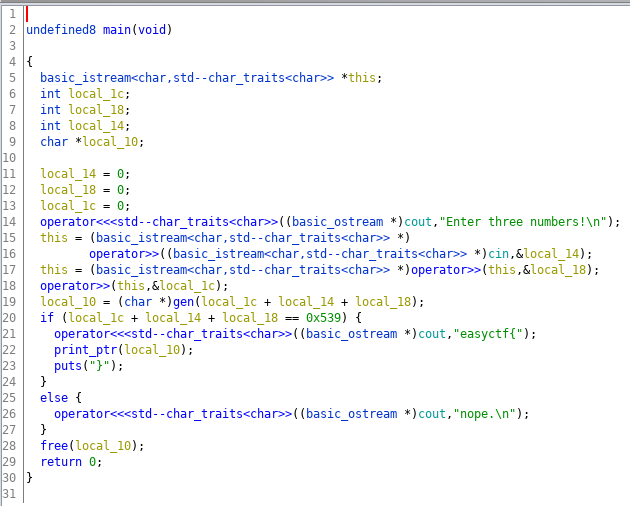 1
2 undefined8 main(void)
3
4 {
5   basic_istream<char,std--char_traits<char>> *this;
6   int local_1c;
7   int local_18;
8   int local_14;
9   char *local_10;
10
11   local_14 = 0;
12   local_18 = 0;
13   local_1c = 0;
14   operator<<<std--char_traits<char>>((basic_ostream *)cout,"Enter three numbers!\n");
15   this = (basic_istream<char,std--char_traits<char>> *)
16          operator>>((basic_istream<char,std--char_traits<char>> *)cin,&local_14);
17   this = (basic_istream<char,std--char_traits<char>> *)operator>>(this,&local_18);
18   operator>>(this,&local_1c);
19   local_10 = (char *)gen(local_1c + local_14 + local_18);
20   if (local_1c + local_14 + local_18 == 0x539) {
21     operator<<<std--char_traits<char>>((basic_ostream *)cout,"easyctf{");
22     print_ptr(local_10);
23     puts("}");
24   }
25   else {
26     operator<<<std--char_traits<char>>((basic_ostream *)cout,"nope.\n");
27   }
28   free(local_10);
29   return 0;
30 }
31